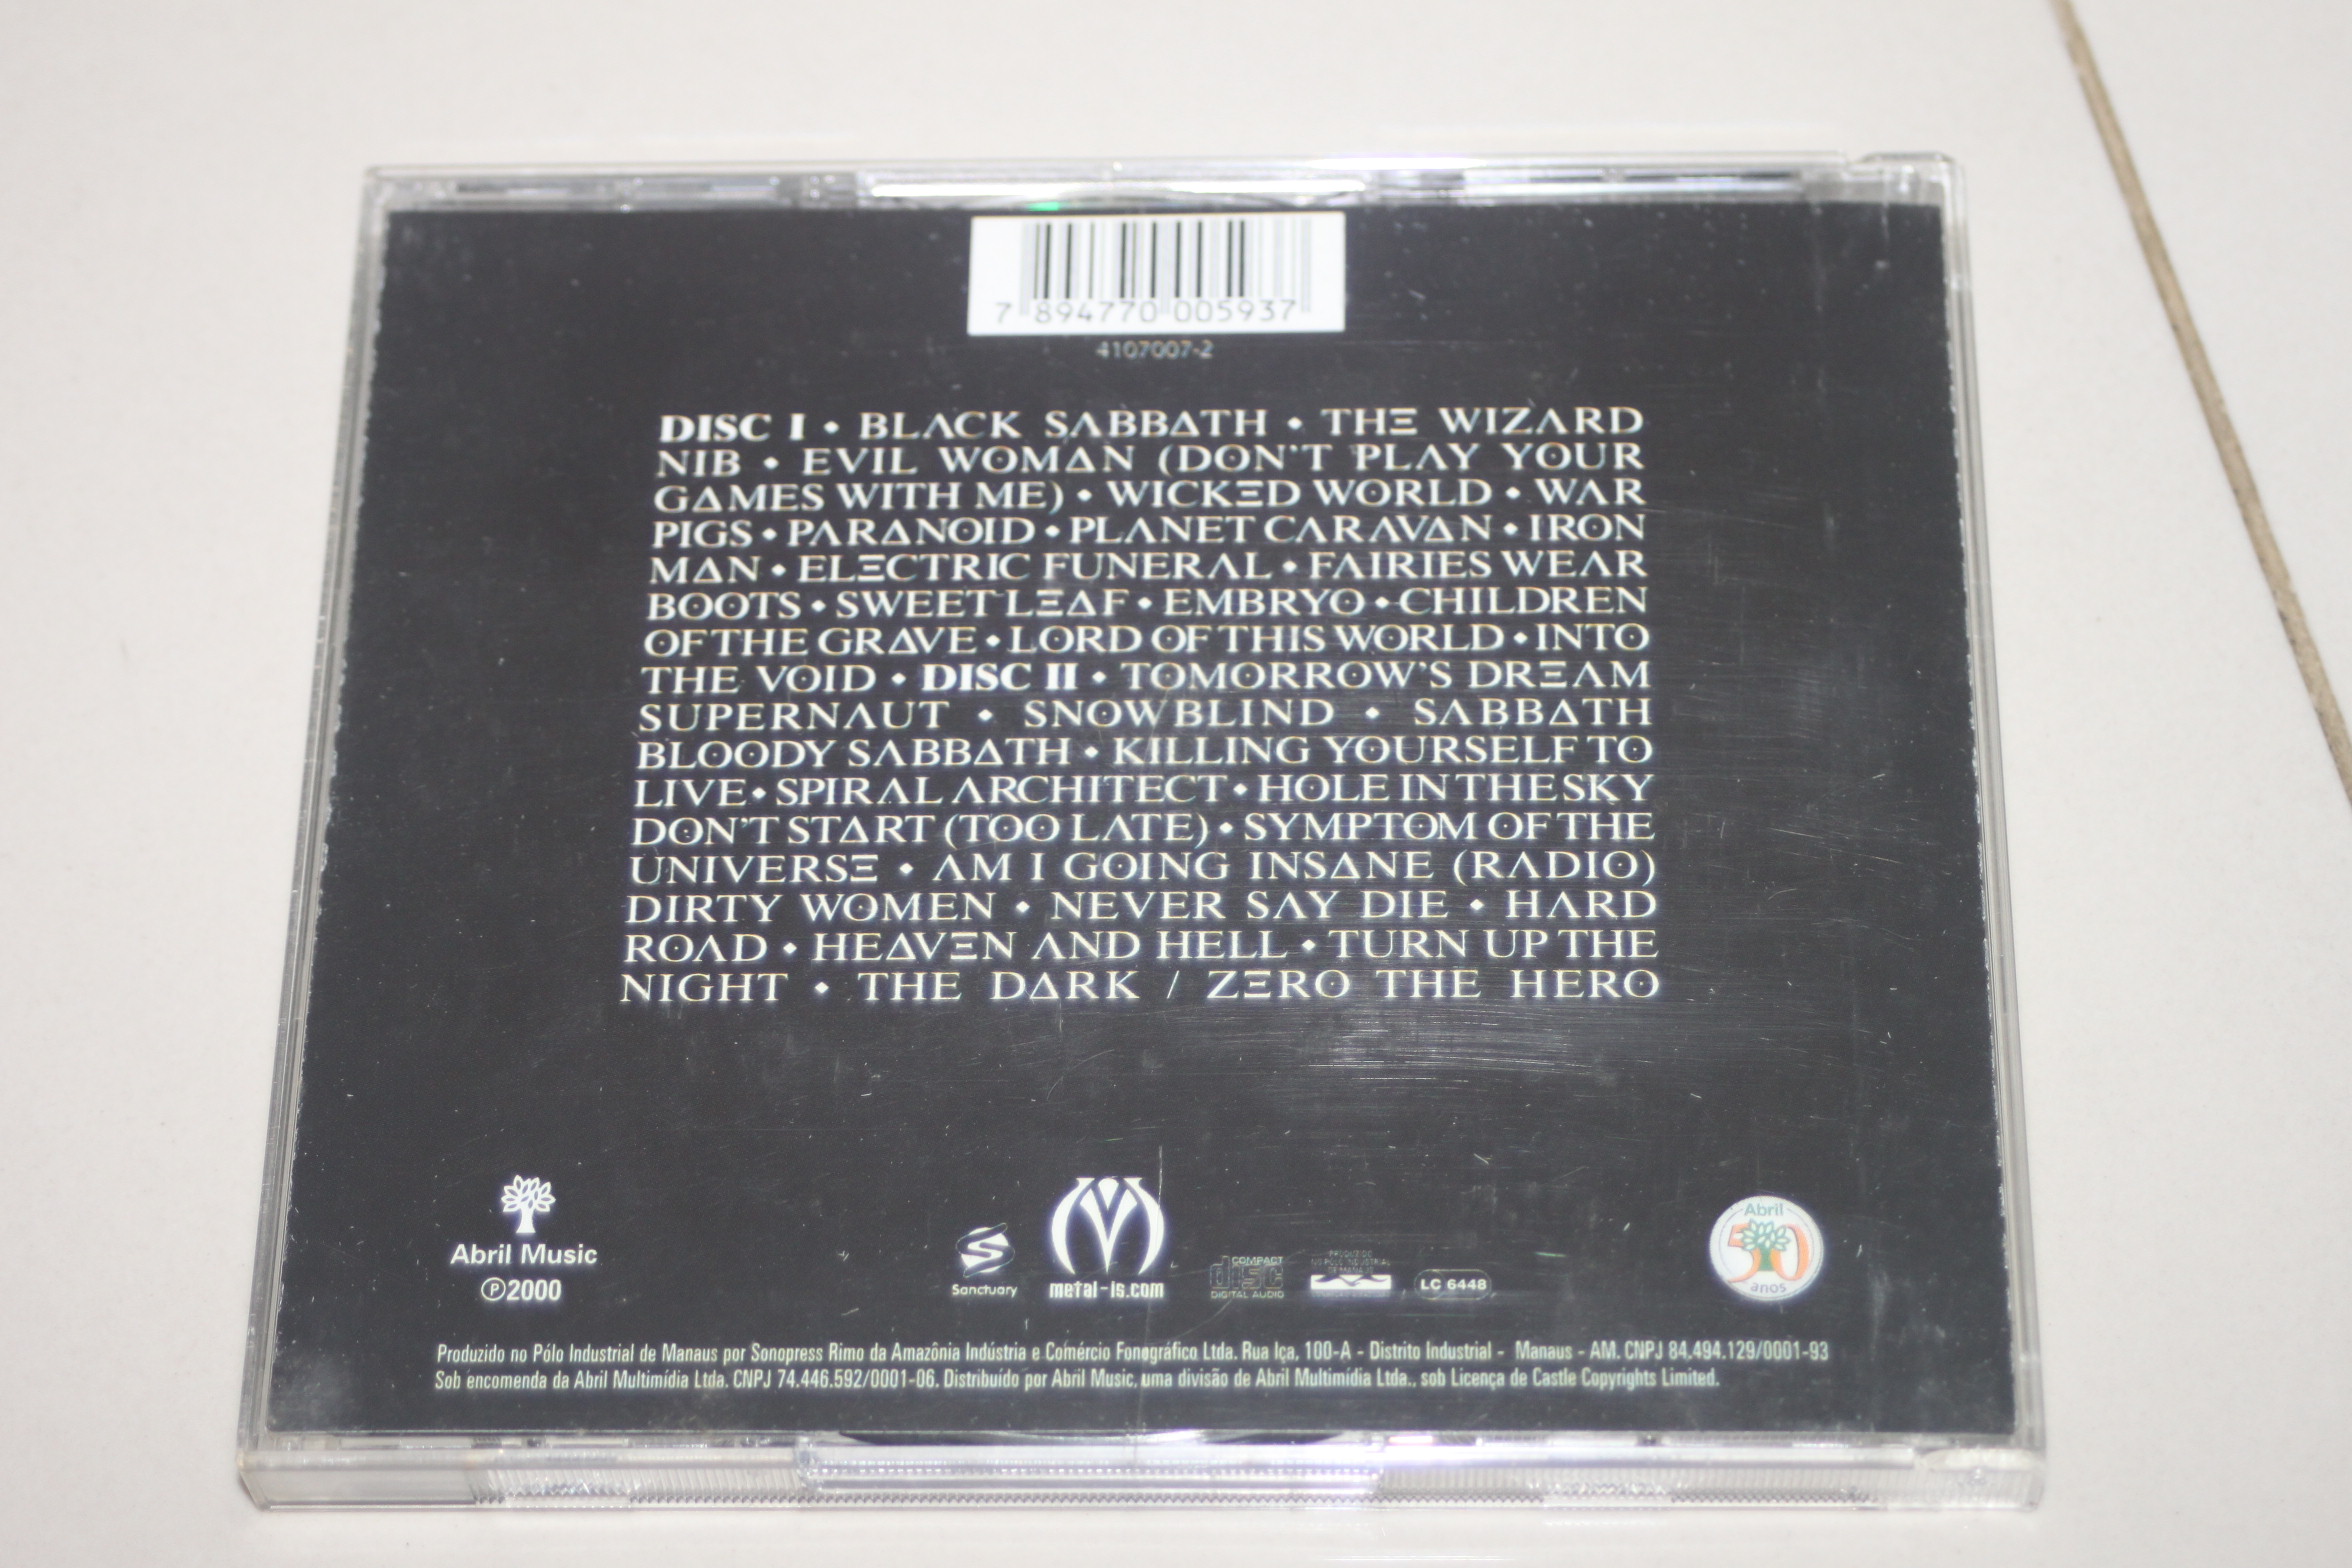 7 894770 005937
4107007-2
DISC I • BLACK SABBATH • THE WIZARD
NIB • EVIL WOMAN (DON'T PLAY YOUR
GAMES WITH ME) • WICKED WORLD • WAR
PIGS • PARANOID • PLANET CARAVAN • IRON
MAN • ELECTRIC FUNERAL • FAIRIES WEAR
BOOTS • SWEET LEAF • EMBRYO • CHILDREN
OF THE GRAVE • LORD OF THIS WORLD • INTO
THE VOID • DISC II • TOMORROW'S DREAM
SUPERNAUT • SNOWBLIND • SABBATH
BLOODY SABBATH • KILLING YOURSELF TO
LIVE • SPIRAL ARCHITECT • HOLE IN THE SKY
DON'T START (TOO LATE) • SYMPTOM OF THE
UNIVERSE • AM I GOING INSANE (RADIO)
DIRTY WOMEN • NEVER SAY DIE • HARD
ROAD • HEAVEN AND HELL • TURN UP THE
NIGHT • THE DARK / ZERO THE HERO
Abril Music
℗2000
Sanctuary
metal-is.com
COMPACT
disc
DIGITAL AUDIO
PRODUZIDO
NO PÓLO INDUSTRIAL
DE MANAUS
LC 6448
Abril
50
anos
Produzido no Pólo Industrial de Manaus por Sonopress Rimo da Amazônia Indústria e Comércio Fonográfico Ltda. Rua Iça, 100-A - Distrito Industrial - Manaus - AM. CNPJ 84.494.129/0001-93
Sob encomenda da Abril Multimídia Ltda. CNPJ 74.446.592/0001-06. Distribuído por Abril Music, uma divisão de Abril Multimídia Ltda., sob Licença de Castle Copyrights Limited.